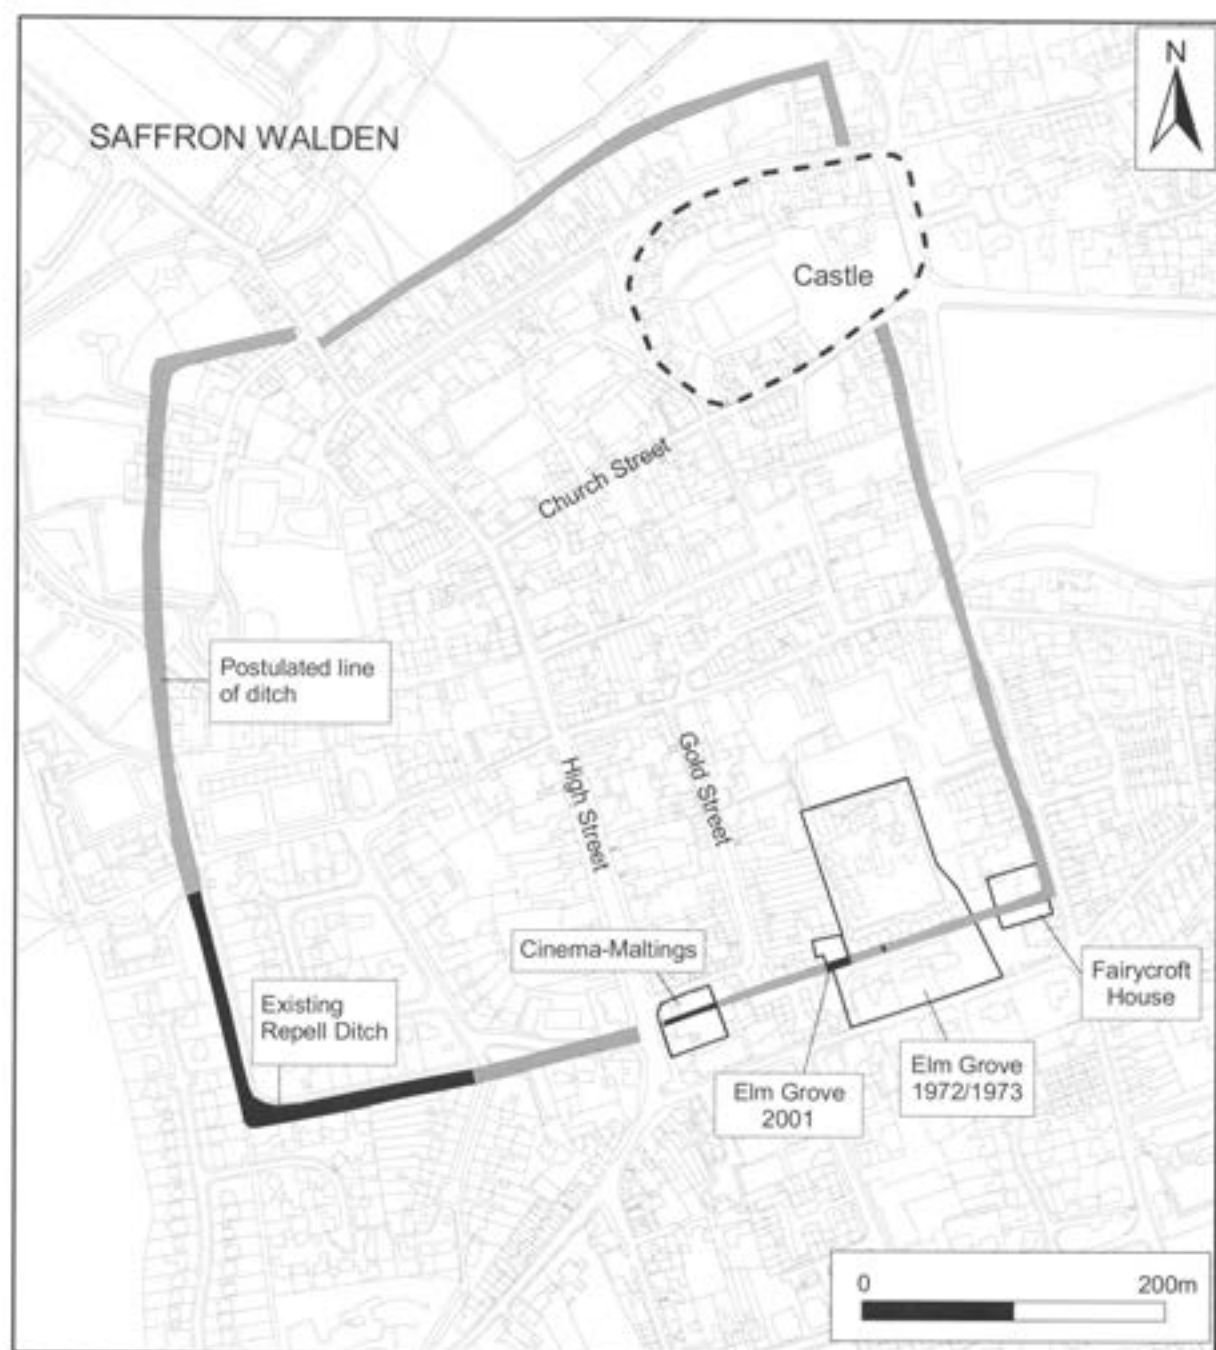 N
SAFFRON WALDEN
Castle
Church Street
Postulated line
of ditch
Gold Street
High Street
Cinema-Maltings
Fairycroft
House
Existing
Repell Ditch
Elm Grove
1972/1973
Elm Grove
2001
0 200m